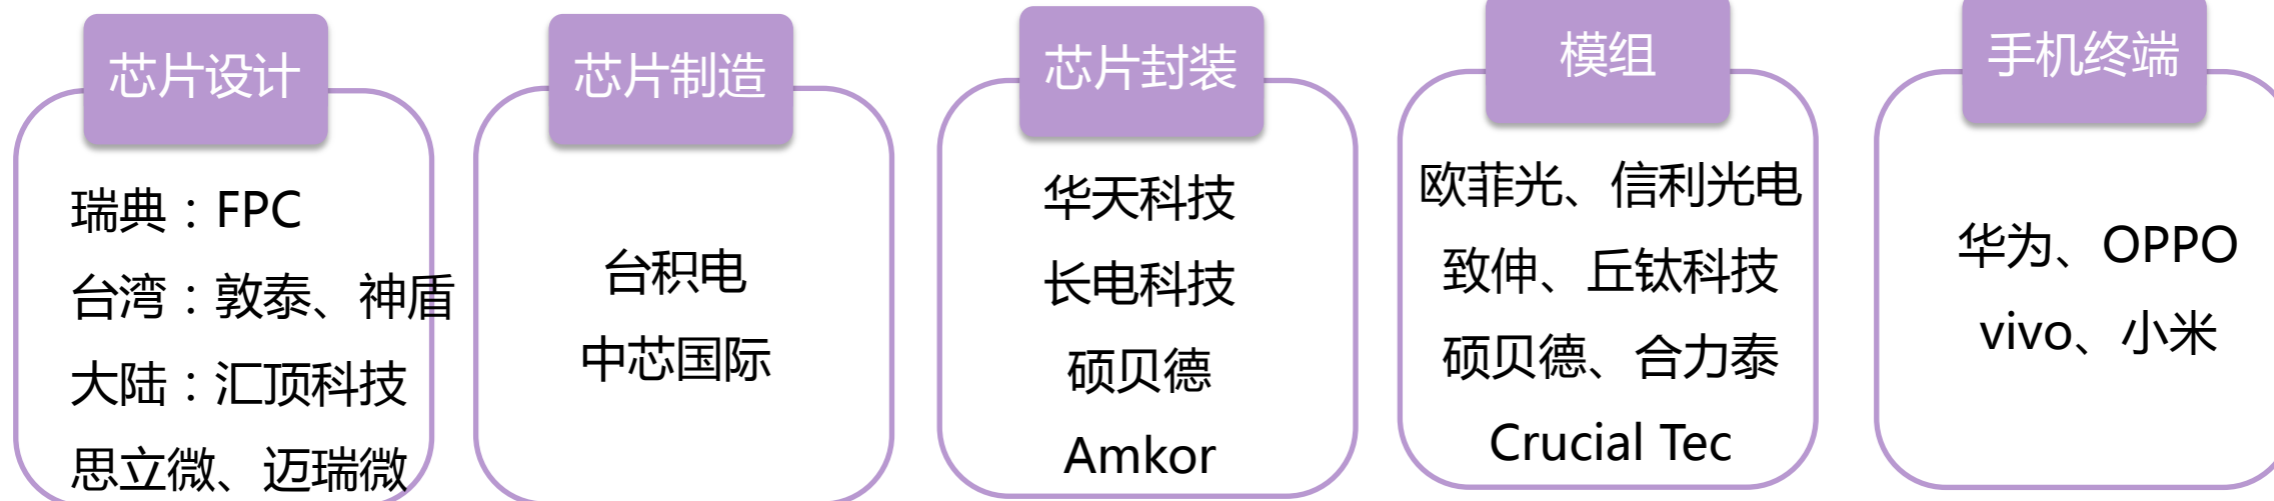 芯片设计
瑞典：FPC
台湾：敦泰、神盾
大陆：汇顶科技
思立微、迈瑞微
芯片制造
台积电
中芯国际
芯片封装
华天科技
长电科技
硕贝德
Amkor
模组
欧菲光、信利光电
致伸、丘钛科技
硕贝德、合力泰
Crucial Tec
手机终端
华为、OPPO
vivo、小米